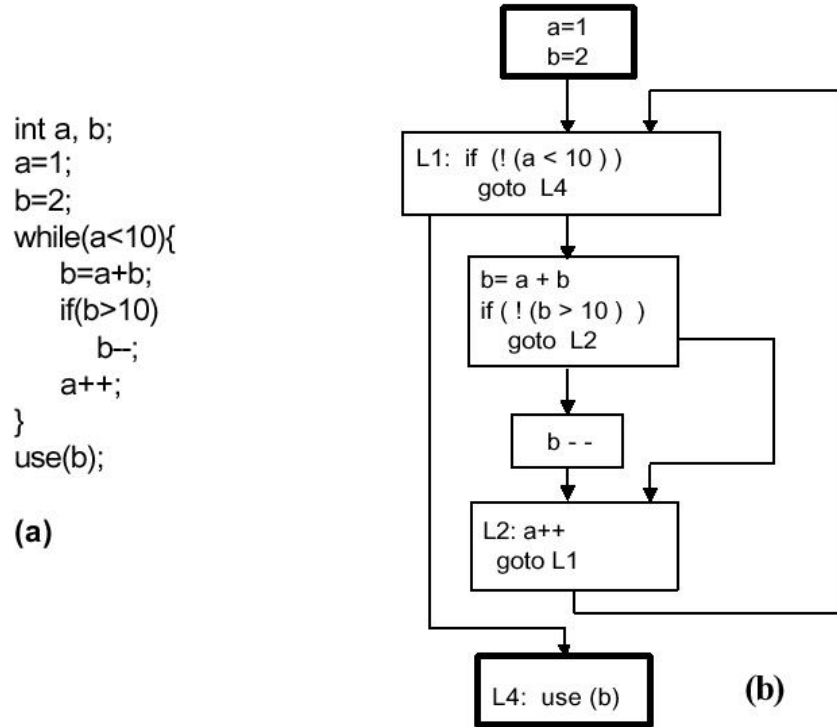 int a, b;
a=1;
b=2;
while(a<10){
b=a+b;
if(b>10)
b--;
a++;
}
use(b);
(a)
a=1
b=2
L1: if (! (a < 10 ) )
goto L4
b= a + b
if ( ! (b > 10 ) )
goto L2
b - -
L2: a++
goto L1
L4: use (b)
(b)